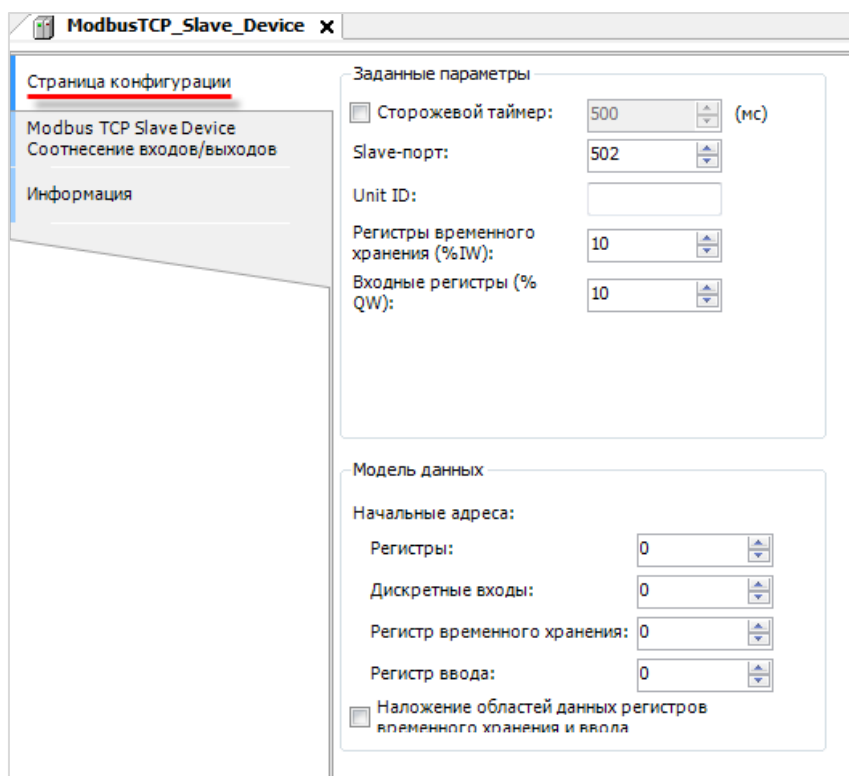 ModbusTCP_Slave_Device X
Страница конфигурации
Modbus TCP Slave Device
Соотнесение входов/выходов
Информация
Заданные параметры
Сторожевой таймер: 500 (мс)
Slave-порт: 502
Unit ID:
Регистры временного
хранения (%IW): 10
Входные регистры (%
QW): 10
Модель данных
Начальные адреса:
Регистры: 0
Дискретные входы: 0
Регистр временного хранения: 0
Регистр ввода: 0
Наложение областей данных регистров
временного хранения и ввода